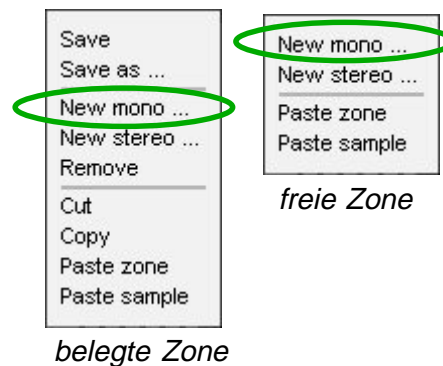 Save
Save as ...
New mono ...
New stereo ...
Remove
Cut
Copy
Paste zone
Paste sample
belegte Zone
New mono ...
New stereo ...
Paste zone
Paste sample
freie Zone